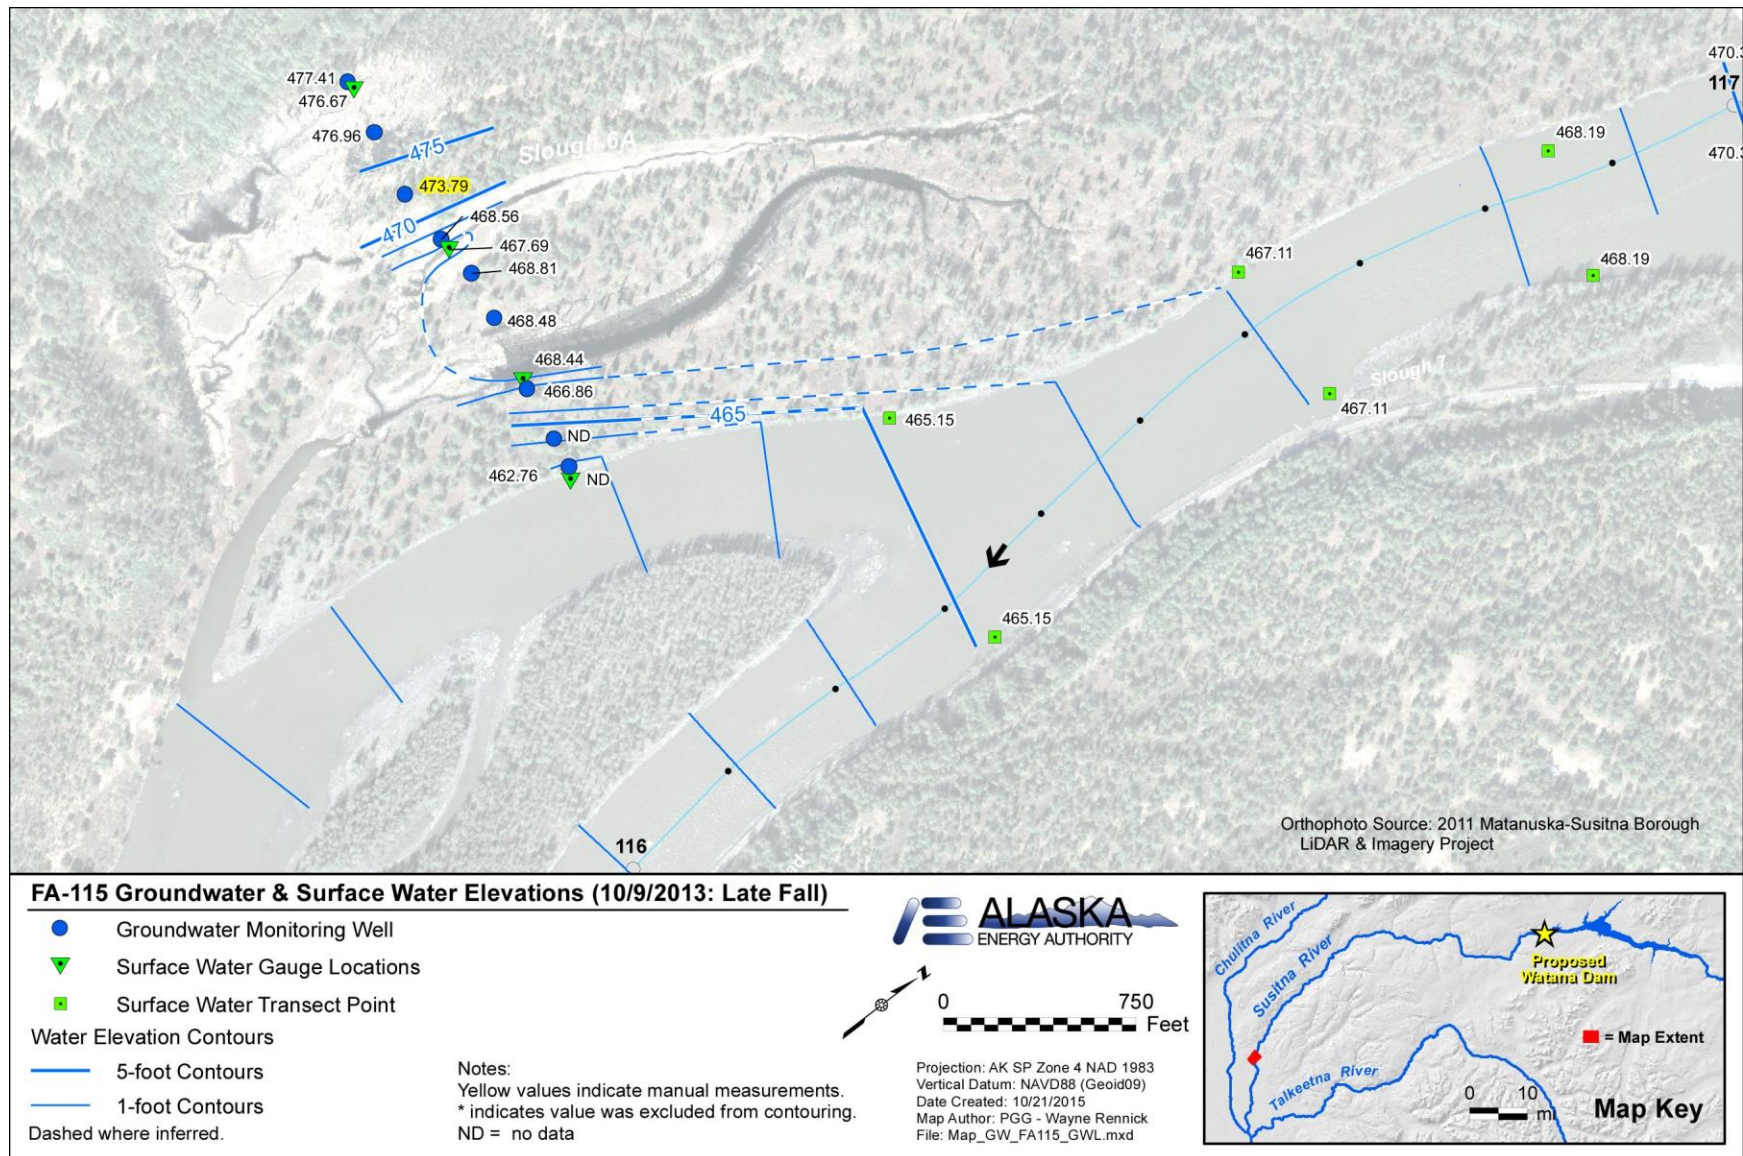 477.41
476.67
476.96
475
473.79
470
468.56
467.69
468.81
468.48
468.44
466.86
465
ND
462.76
ND
Slough 6A
467.11
468.19
117
468.19
467.11
465.15
465.15
116
Orthophoto Source: 2011 Matanuska-Susitna Borough
LiDAR & Imagery Project
FA-115 Groundwater & Surface Water Elevations (10/9/2013: Late Fall)
Groundwater Monitoring Well
Surface Water Gauge Locations
Surface Water Transect Point
Water Elevation Contours
5-foot Contours
1-foot Contours
Dashed where inferred.
Notes:
Yellow values indicate manual measurements.
* indicates value was excluded from contouring.
ND = no data
ALASKA
ENERGY AUTHORITY
0 750
Feet
Projection: AK SP Zone 4 NAD 1983
Vertical Datum: NAVD88 (Geoid09)
Date Created: 10/21/2015
Map Author: PGG - Wayne Rennick
File: Map_GW_FA115_GWL.mxd
Chulitna River
Susitna River
Proposed
Watana Dam
= Map Extent
Talkeetna River
0 10
mi
Map Key